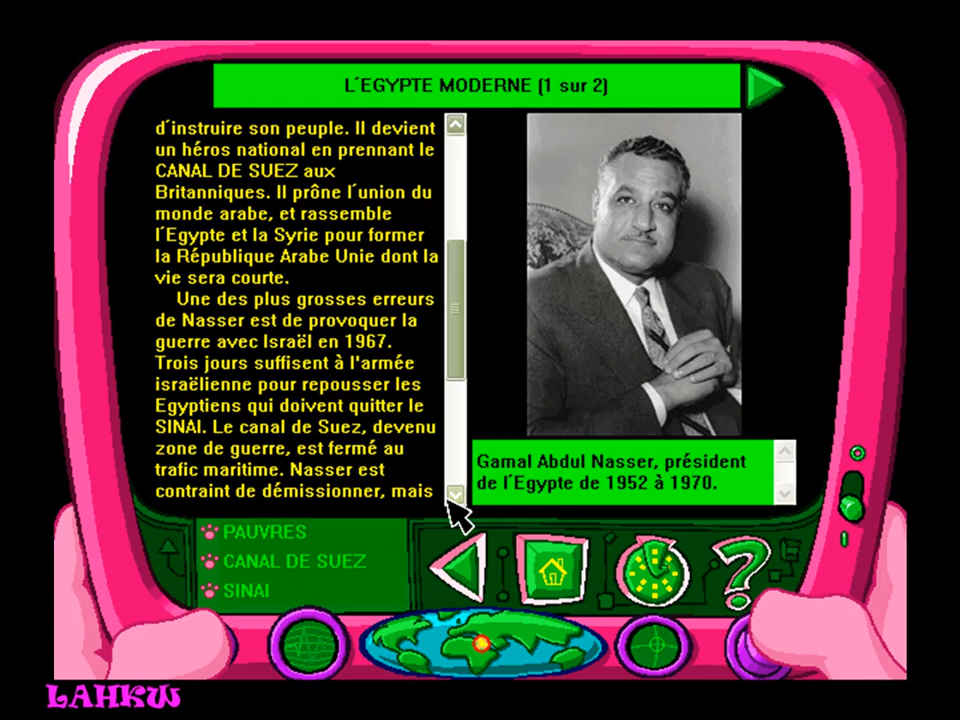 L´EGYPTE MODERNE (1 sur 2)
d´instruire son peuple. Il devient
un héros national en prennant le
CANAL DE SUEZ aux
Britanniques. Il prône l´union du
monde arabe, et rassemble
l´Egypte et la Syrie pour former
la République Arabe Unie dont la
vie sera courte.
Une des plus grosses erreurs
de Nasser est de provoquer la
guerre avec Israël en 1967.
Trois jours suffisent à l'armée
israëlienne pour repousser les
Egyptiens qui doivent quitter le
SINAI. Le canal de Suez, devenu
zone de guerre, est fermé au
trafic maritime. Nasser est
contraint de démissionner, mais
Gamal Abdul Nasser, président
de l´Egypte de 1952 à 1970.
PAUVRES
CANAL DE SUEZ
SINAI
?
LAHKW